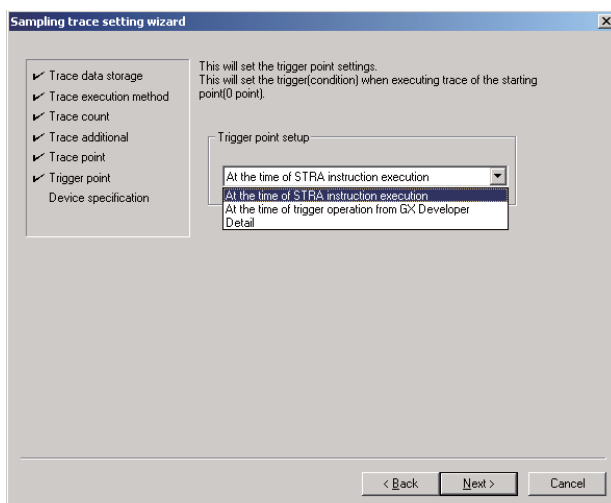 Sampling trace setting wizard
✔ Trace data storage
✔ Trace execution method
✔ Trace count
✔ Trace additional
✔ Trace point
✔ Trigger point
Device specification
This will set the trigger point settings.
This will set the trigger(condition) when executing trace of the starting
point(0 point).
Trigger point setup
At the time of STRA instruction execution
At the time of STRA instruction execution
At the time of trigger operation from GX Developer
Detail
< Back
Next >
Cancel